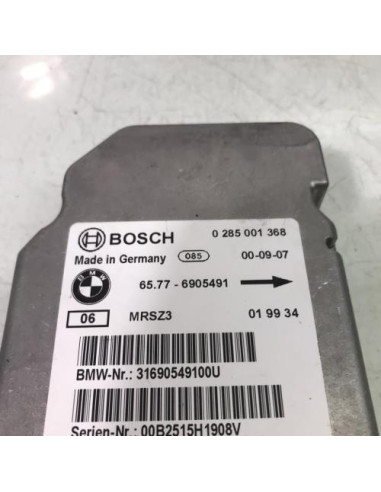 BOSCH 0 285 001 368
Made in Germany 085 00-09-07
BMW 65.77 - 6905491
06 MRSZ3 01 99 34
BMW-Nr.: 31690549100U
Serien-Nr.: 00B2515H1908V